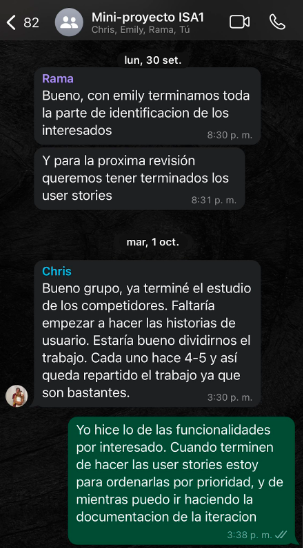 82
Mini-proyecto ISA1
Chris, Emily, Rama, Tú
lun, 30 set.
Rama
Bueno, con emily terminamos toda
la parte de identificacion de los
interesados
8:30 p. m.
Y para la proxima revisión
queremos tener terminados los
user stories
8:31 p. m.
mar, 1 oct.
Chris
Bueno grupo, ya terminé el estudio
de los competidores. Faltaría
empezar a hacer las historias de
usuario. Estaría bueno dividirnos el
trabajo. Cada uno hace 4-5 y así
queda repartido el trabajo ya que
son bastantes.
3:30 p. m.
Yo hice lo de las funcionalidades
por interesado. Cuando terminen
de hacer las user stories estoy
para ordenarlas por prioridad, y de
mientras puedo ir haciendo la
documentacion de la iteracion
3:38 p. m.